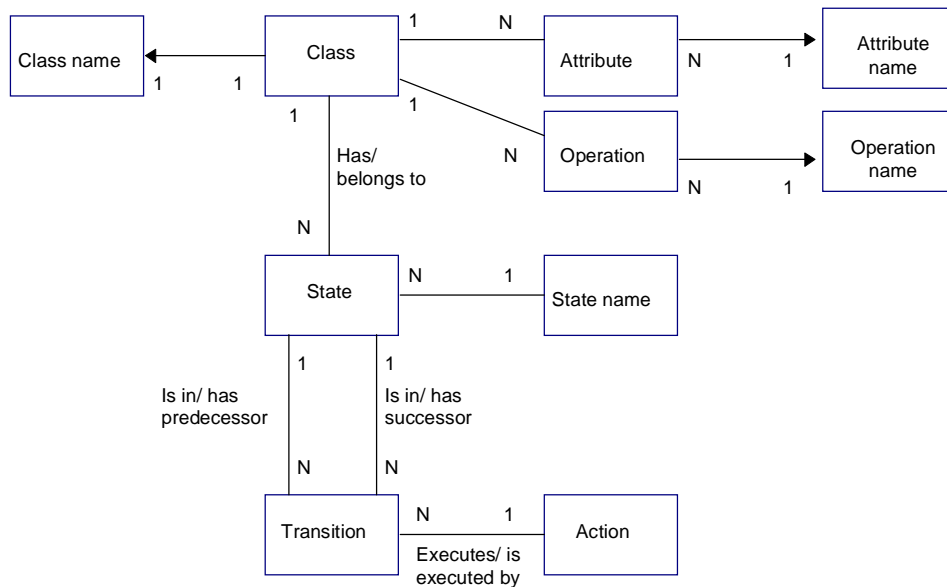 1
N
Class name
Class
Attribute
Attribute
name
1
1
N
1
1
1
Has/
belongs to
N
Operation
Operation
name
N
1
N
State
N
1
State name
1
1
Is in/ has
predecessor
Is in/ has
successor
N
N
Transition
N
1
Action
Executes/ is
executed by